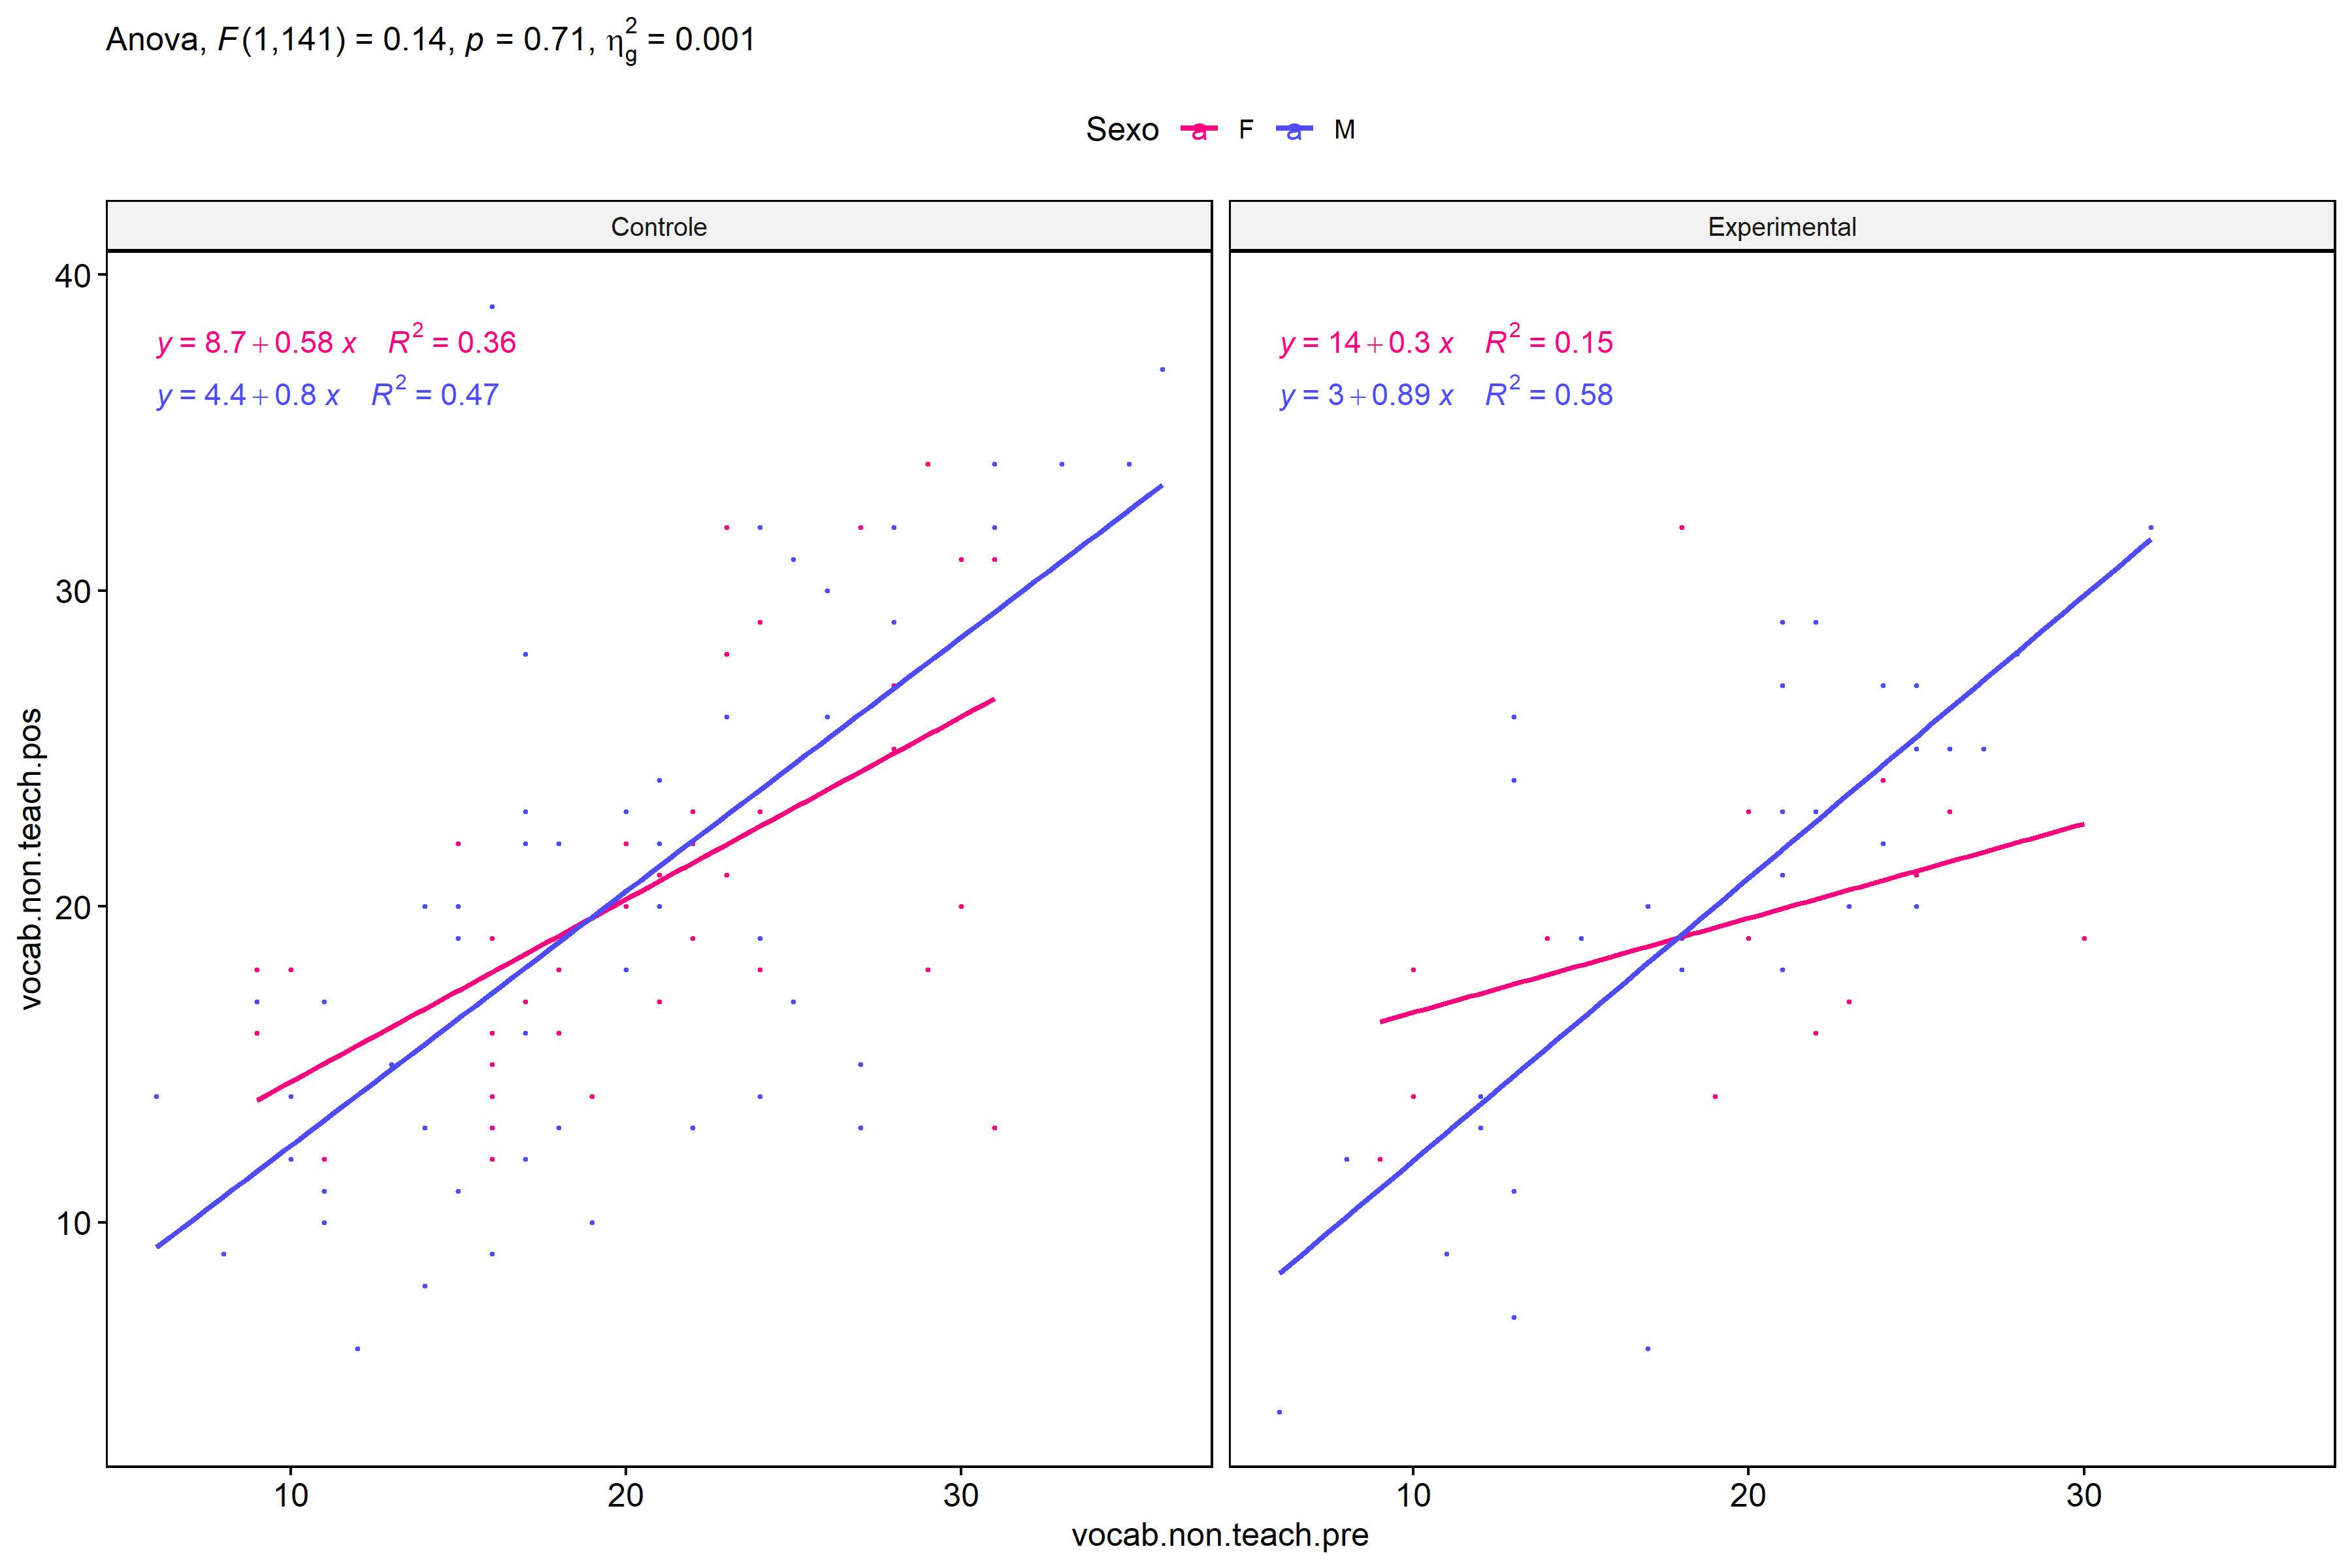 Anova, F(1,141) = 0.14, p = 0.71, η²g = 0.001
Sexo a F a M
Controle
Experimental
40
30
20
10
y = 8.7 + 0.58 x R² = 0.36
y = 4.4 + 0.8 x R² = 0.47
y = 14 + 0.3 x R² = 0.15
y = 3 + 0.89 x R² = 0.58
vocab.non.teach.pos
10 20 30
10 20 30
vocab.non.teach.pre